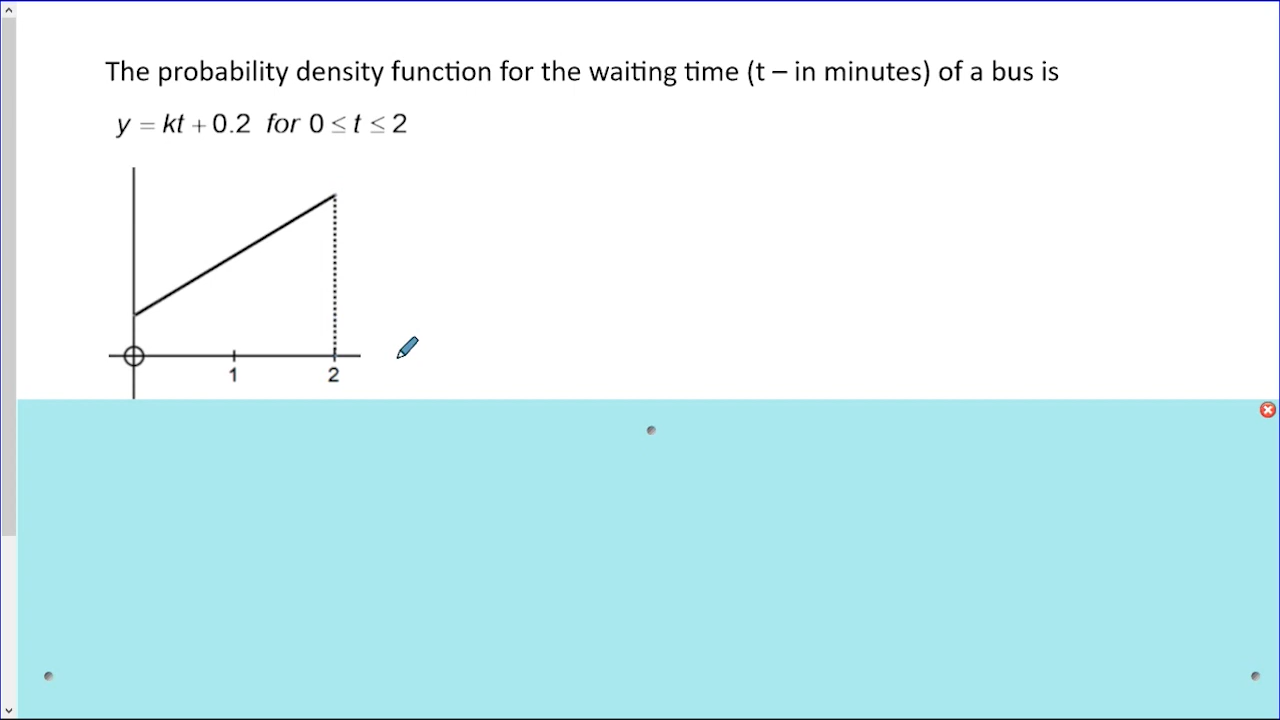 The probability density function for the waiting time (t – in minutes) of a bus is
y = kt + 0.2 for 0 ≤ t ≤ 2
1
2